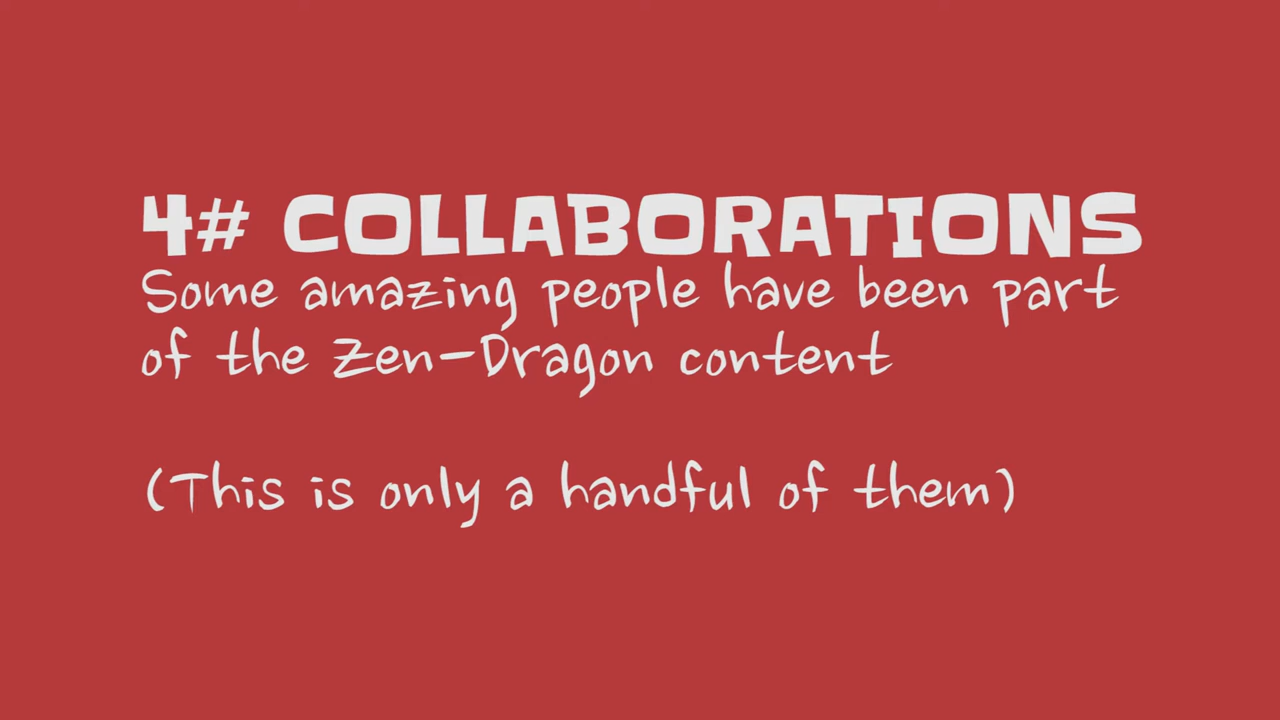 4# COLLABORATIONS
Some amazing people have been part
of the Zen-Dragon content
(This is only a handful of them)